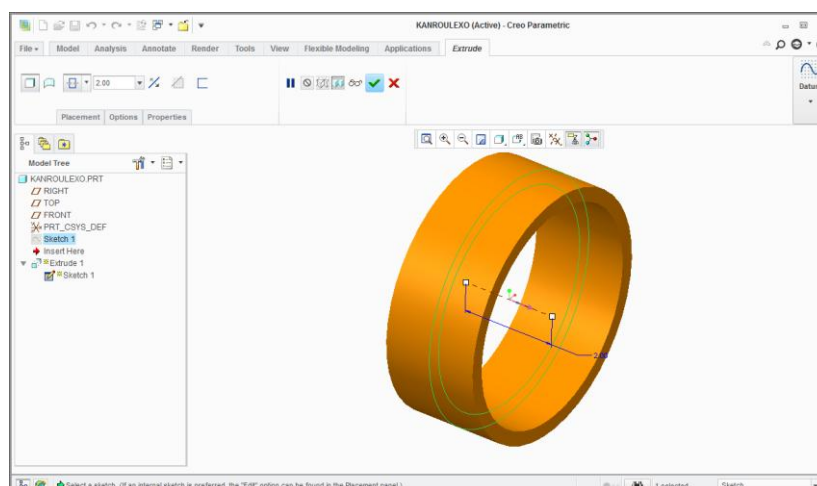 KANROULEXO (Active) - Creo Parametric
File Model Analysis Annotate Render Tools View Flexible Modeling Applications Extrude
2.00
Datum
Placement Options Properties
Model Tree
KANROULEXO.PRT
RIGHT
TOP
FRONT
PRT_CSYS_DEF
Sketch 1
Insert Here
Extrude 1
Sketch 1
2.00
Select a sketch. (If an internal sketch is preferred, the "Edit" option can be found in the Placement panel.)
1 selected
Sketch